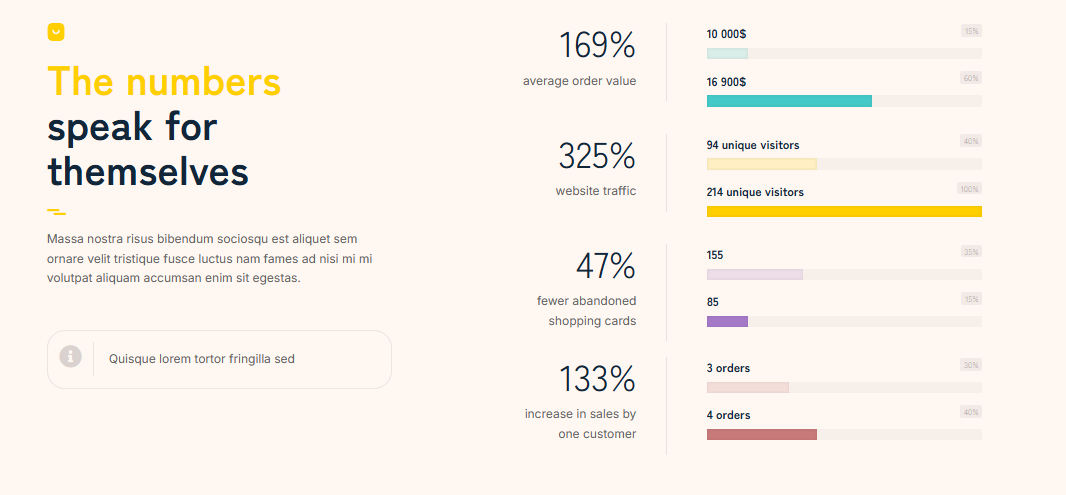 The numbers
speak for
themselves
Massa nostra risus bibendum sociosqu est aliquet sem
ornare velit tristique fusce luctus nam fames ad nisi mi mi
volutpat aliquam accumsan enim sit egestas.
Quisque lorem tortor fringilla sed
169%
average order value
10 000$
15%
16 900$
60%
325%
website traffic
94 unique visitors
40%
214 unique visitors
100%
47%
fewer abandoned
shopping cards
155
35%
85
15%
133%
increase in sales by
one customer
3 orders
30%
4 orders
40%